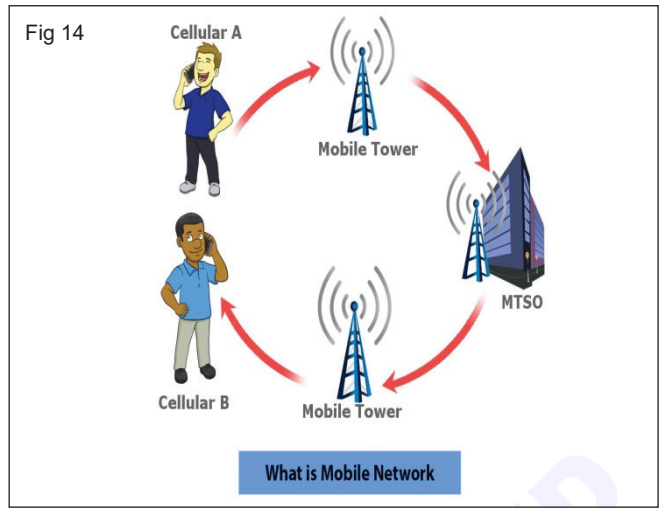 Fig 14
Cellular A
Mobile Tower
MTSO
Mobile Tower
Cellular B
What is Mobile Network